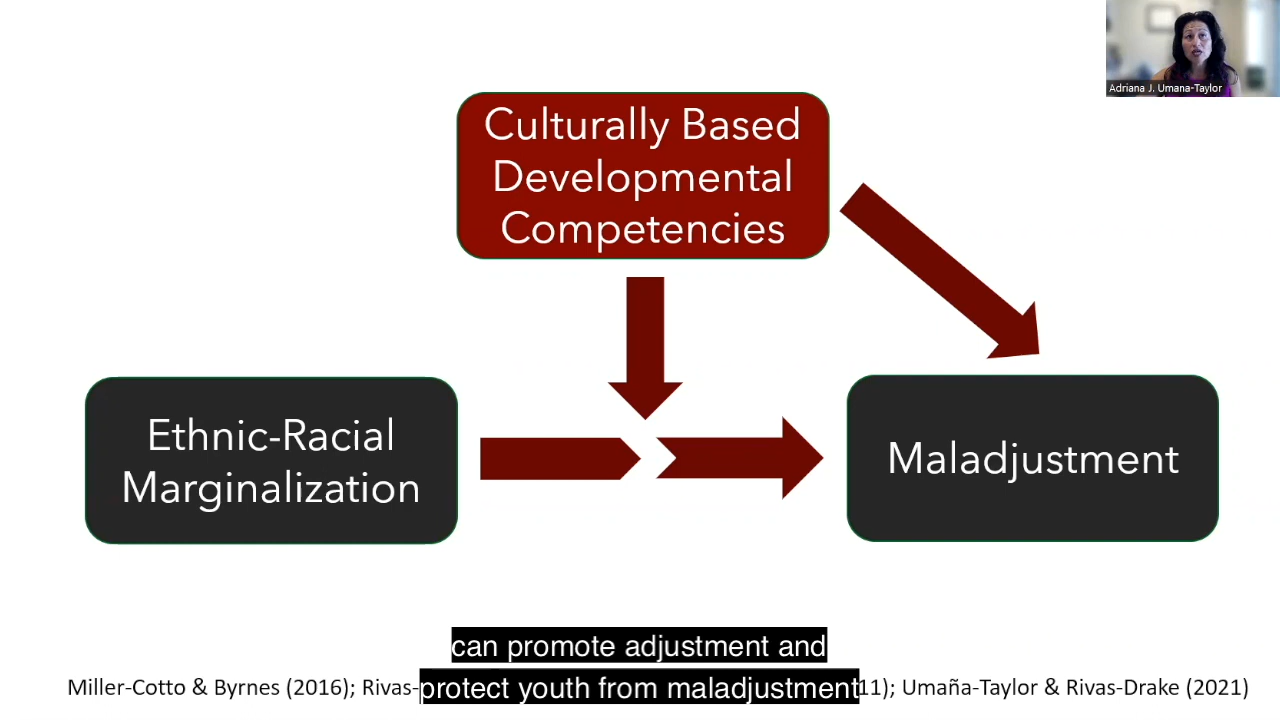 Adriana J. Umana-Taylor
Culturally Based
Developmental
Competencies
Ethnic-Racial
Marginalization
Maladjustment
can promote adjustment and
protect youth from maladjustment
Miller-Cotto & Byrnes (2016); Rivas- 11); Umaña-Taylor & Rivas-Drake (2021)